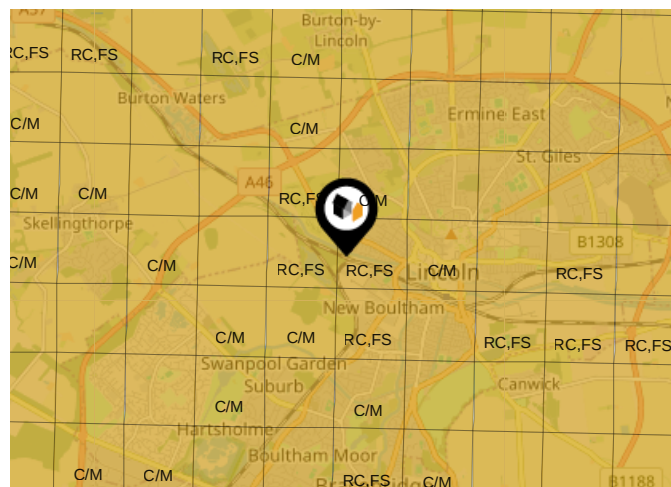 A57
Burton-by-
Lincoln
RC,FS RC,FS RC,FS C/M
Burton Waters
Ermine East
C/M C/M
St. Giles
A46
C/M C/M RC,FS C/M
Skellingthorpe
B1308
C/M C/M RC,FS RC,FS Lincoln C/M RC,FS
New Boultham
C/M C/M RC,FS RC,FS RC,FS RC,FS
Swanpool Garden
Suburb
Canwick
C/M C/M
Hartsholme
Boultham Moor
C/M C/M RC,FS C/M
B1188